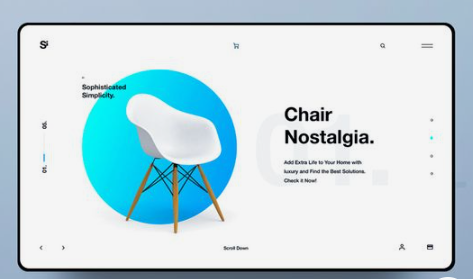 S
Sophisticated
Simplicity.
Chair
Nostalgia.
01.
Add Extra Life to Your Home with
luxury and Find the Best Solutions.
Check it Now!
05.
01.
Scroll Down